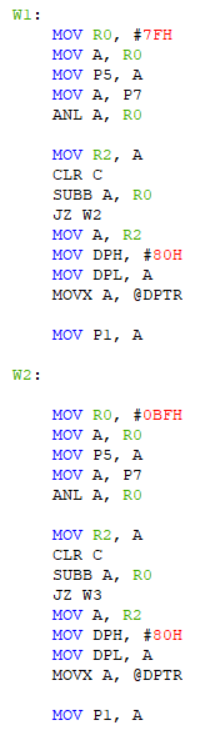 W1:
MOV R0, #7FH
MOV A, R0
MOV P5, A
MOV A, P7
ANL A, R0
MOV R2, A
CLR C
SUBB A, R0
JZ W2
MOV A, R2
MOV DPH, #80H
MOV DPL, A
MOVX A, @DPTR
MOV P1, A
W2:
MOV R0, #0BFH
MOV A, R0
MOV P5, A
MOV A, P7
ANL A, R0
MOV R2, A
CLR C
SUBB A, R0
JZ W3
MOV A, R2
MOV DPH, #80H
MOV DPL, A
MOVX A, @DPTR
MOV P1, A